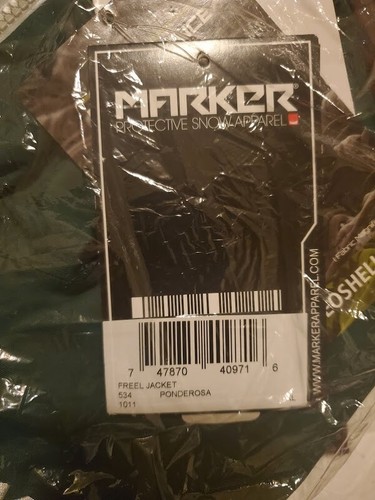 MARKER
PROTECTIVE SNOW APPAREL
WWW.MARKERAPPAREL.COM
7 47870 40971 6
FREEL JACKET
534 PONDEROSA
1011